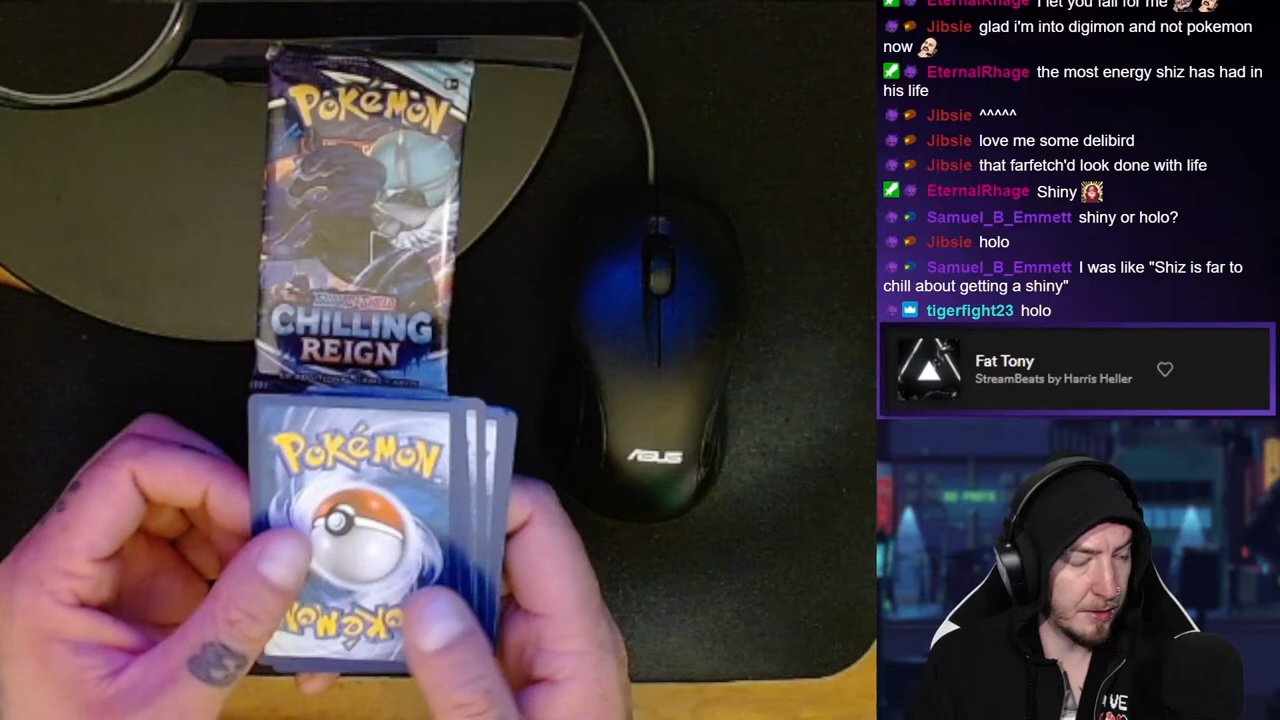 POKéMON
CHILLING
REIGN
POKéMON
POKéMON
ASUS
EternalRhage I let you fall for me
Jibsie glad i'm into digimon and not pokemon
now
EternalRhage the most energy shiz has had in
his life
Jibsie ^^^^^
Jibsie love me some delibird
Jibsie that farfetch'd look done with life
EternalRhage Shiny
Samuel_B_Emmett shiny or holo?
Jibsie holo
Samuel_B_Emmett I was like "Shiz is far to
chill about getting a shiny"
tigerfight23 holo
Fat Tony
StreamBeats by Harris Heller